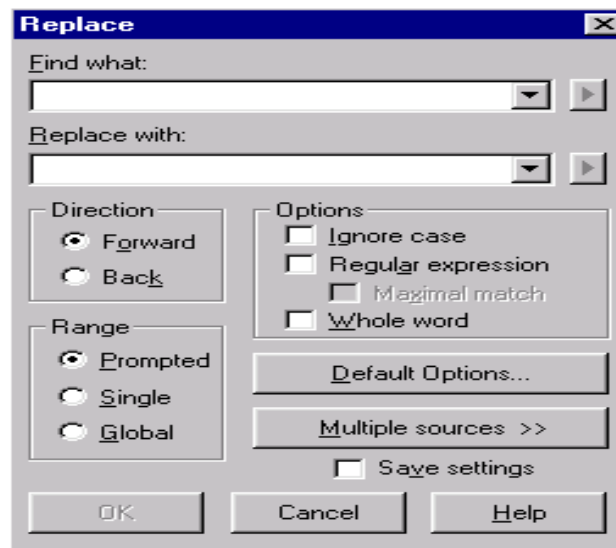 Replace
Find what:
Replace with:
Direction
Forward
Back
Options
Ignore case
Regular expression
Maximal match
Whole word
Range
Prompted
Single
Global
Default Options...
Multiple sources >>
Save settings
OK
Cancel
Help